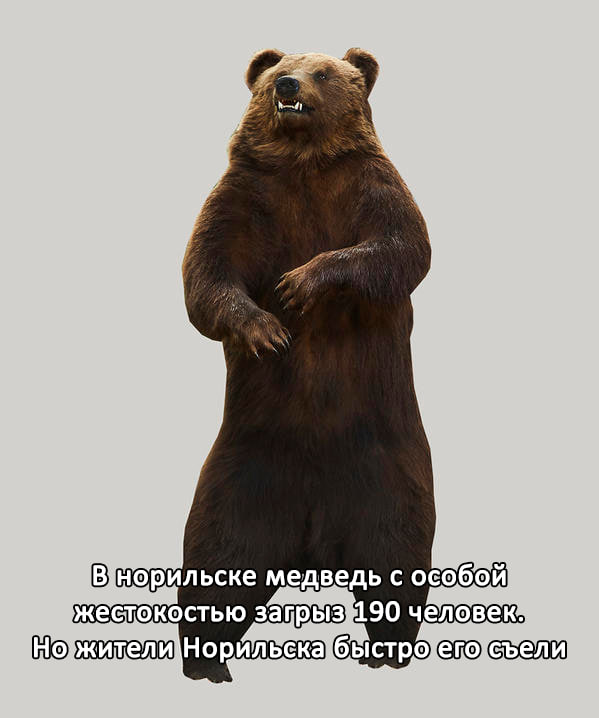 В норильске медведь с особой
жестокостью загрыз 190 человек.
Но жители Норильска быстро его съели